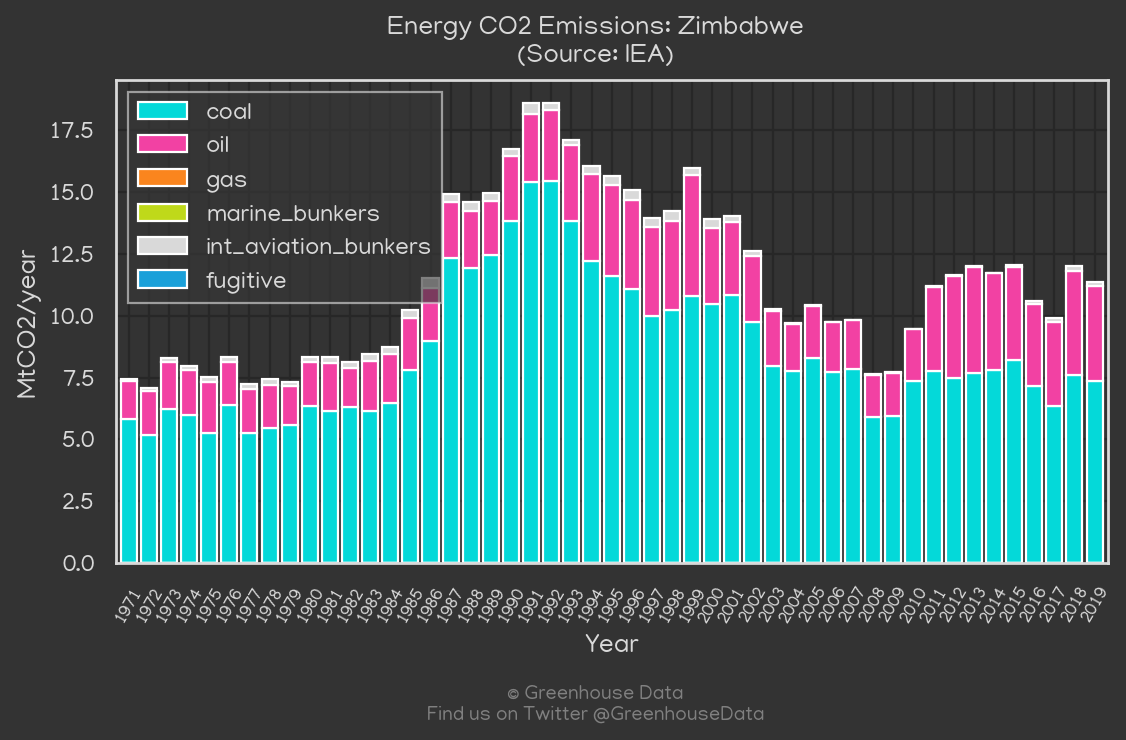 Energy CO2 Emissions: Zimbabwe
(Source: IEA)
coal
oil
gas
marine_bunkers
int_aviation_bunkers
fugitive
MtCO2/year
17.5
15.0
12.5
10.0
7.5
5.0
2.5
0.0
1971 1972 1973 1974 1975 1976 1977 1978 1979 1980 1981 1982 1983 1984 1985 1986 1987 1988 1989 1990 1991 1992 1993 1994 1995 1996 1997 1998 1999 2000 2001 2002 2003 2004 2005 2006 2007 2008 2009 2010 2011 2012 2013 2014 2015 2016 2017 2018 2019
Year
© Greenhouse Data
Find us on Twitter @GreenhouseData